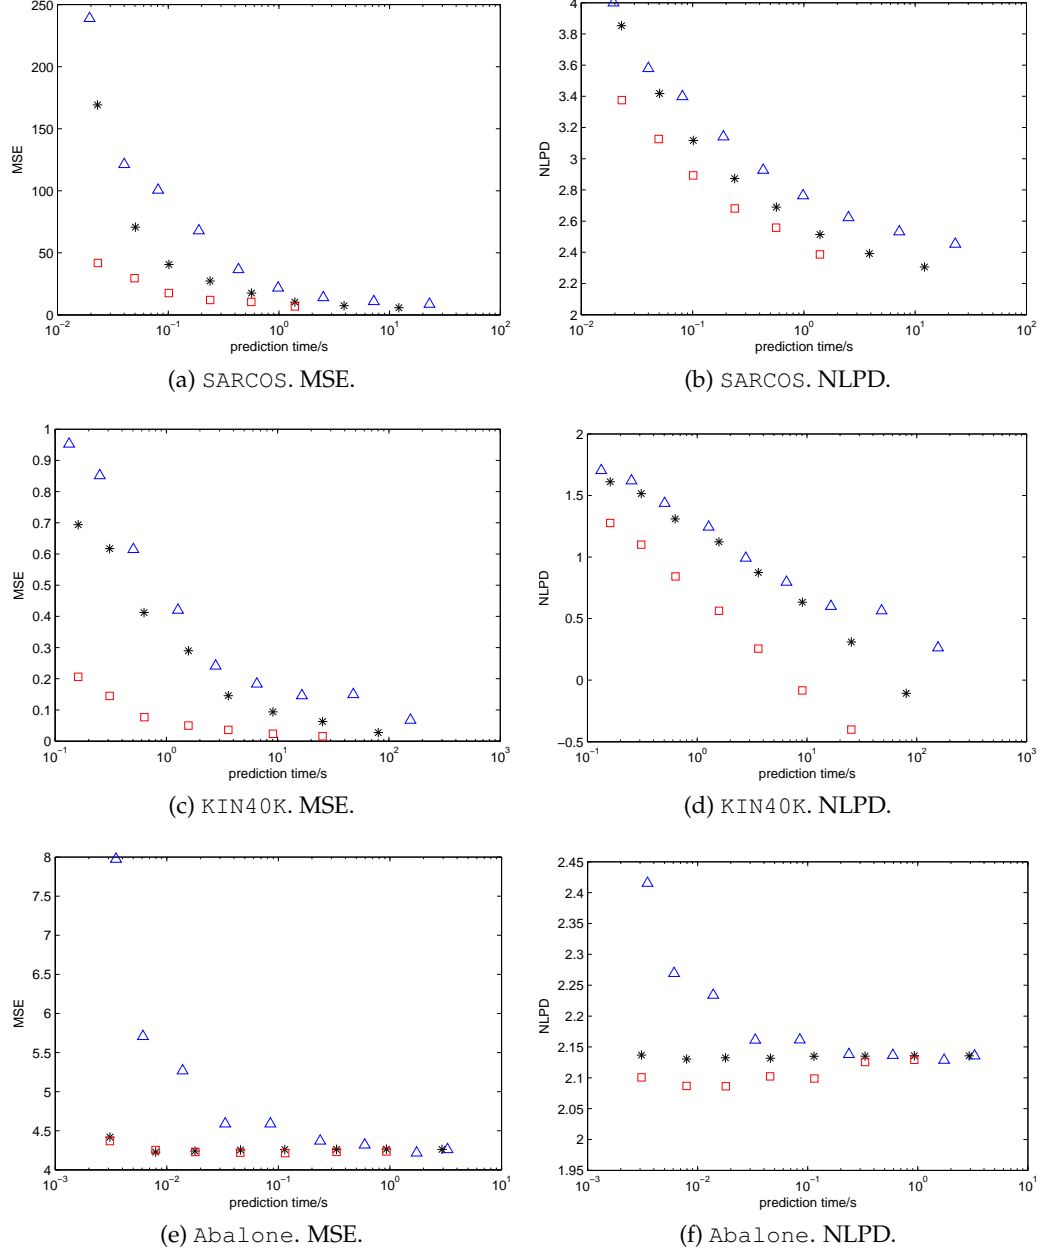 250
200
150
100
50
0
MSE
10^−2 10^−1 10^0 10^1 10^2
prediction time/s
(a) SARCOS. MSE.
4
3.8
3.6
3.4
3.2
3
2.8
2.6
2.4
2.2
2
NLPD
10^−2 10^−1 10^0 10^1 10^2
prediction time/s
(b) SARCOS. NLPD.
1
0.9
0.8
0.7
0.6
0.5
0.4
0.3
0.2
0.1
0
MSE
10^−1 10^0 10^1 10^2 10^3
prediction time/s
(c) KIN40K. MSE.
2
1.5
1
0.5
0
−0.5
NLPD
10^−1 10^0 10^1 10^2 10^3
prediction time/s
(d) KIN40K. NLPD.
8
7.5
7
6.5
6
5.5
5
4.5
4
MSE
10^−3 10^−2 10^−1 10^0 10^1
prediction time/s
(e) Abalone. MSE.
2.45
2.4
2.35
2.3
2.25
2.2
2.15
2.1
2.05
2
1.95
NLPD
10^−3 10^−2 10^−1 10^0 10^1
prediction time/s
(f) Abalone. NLPD.